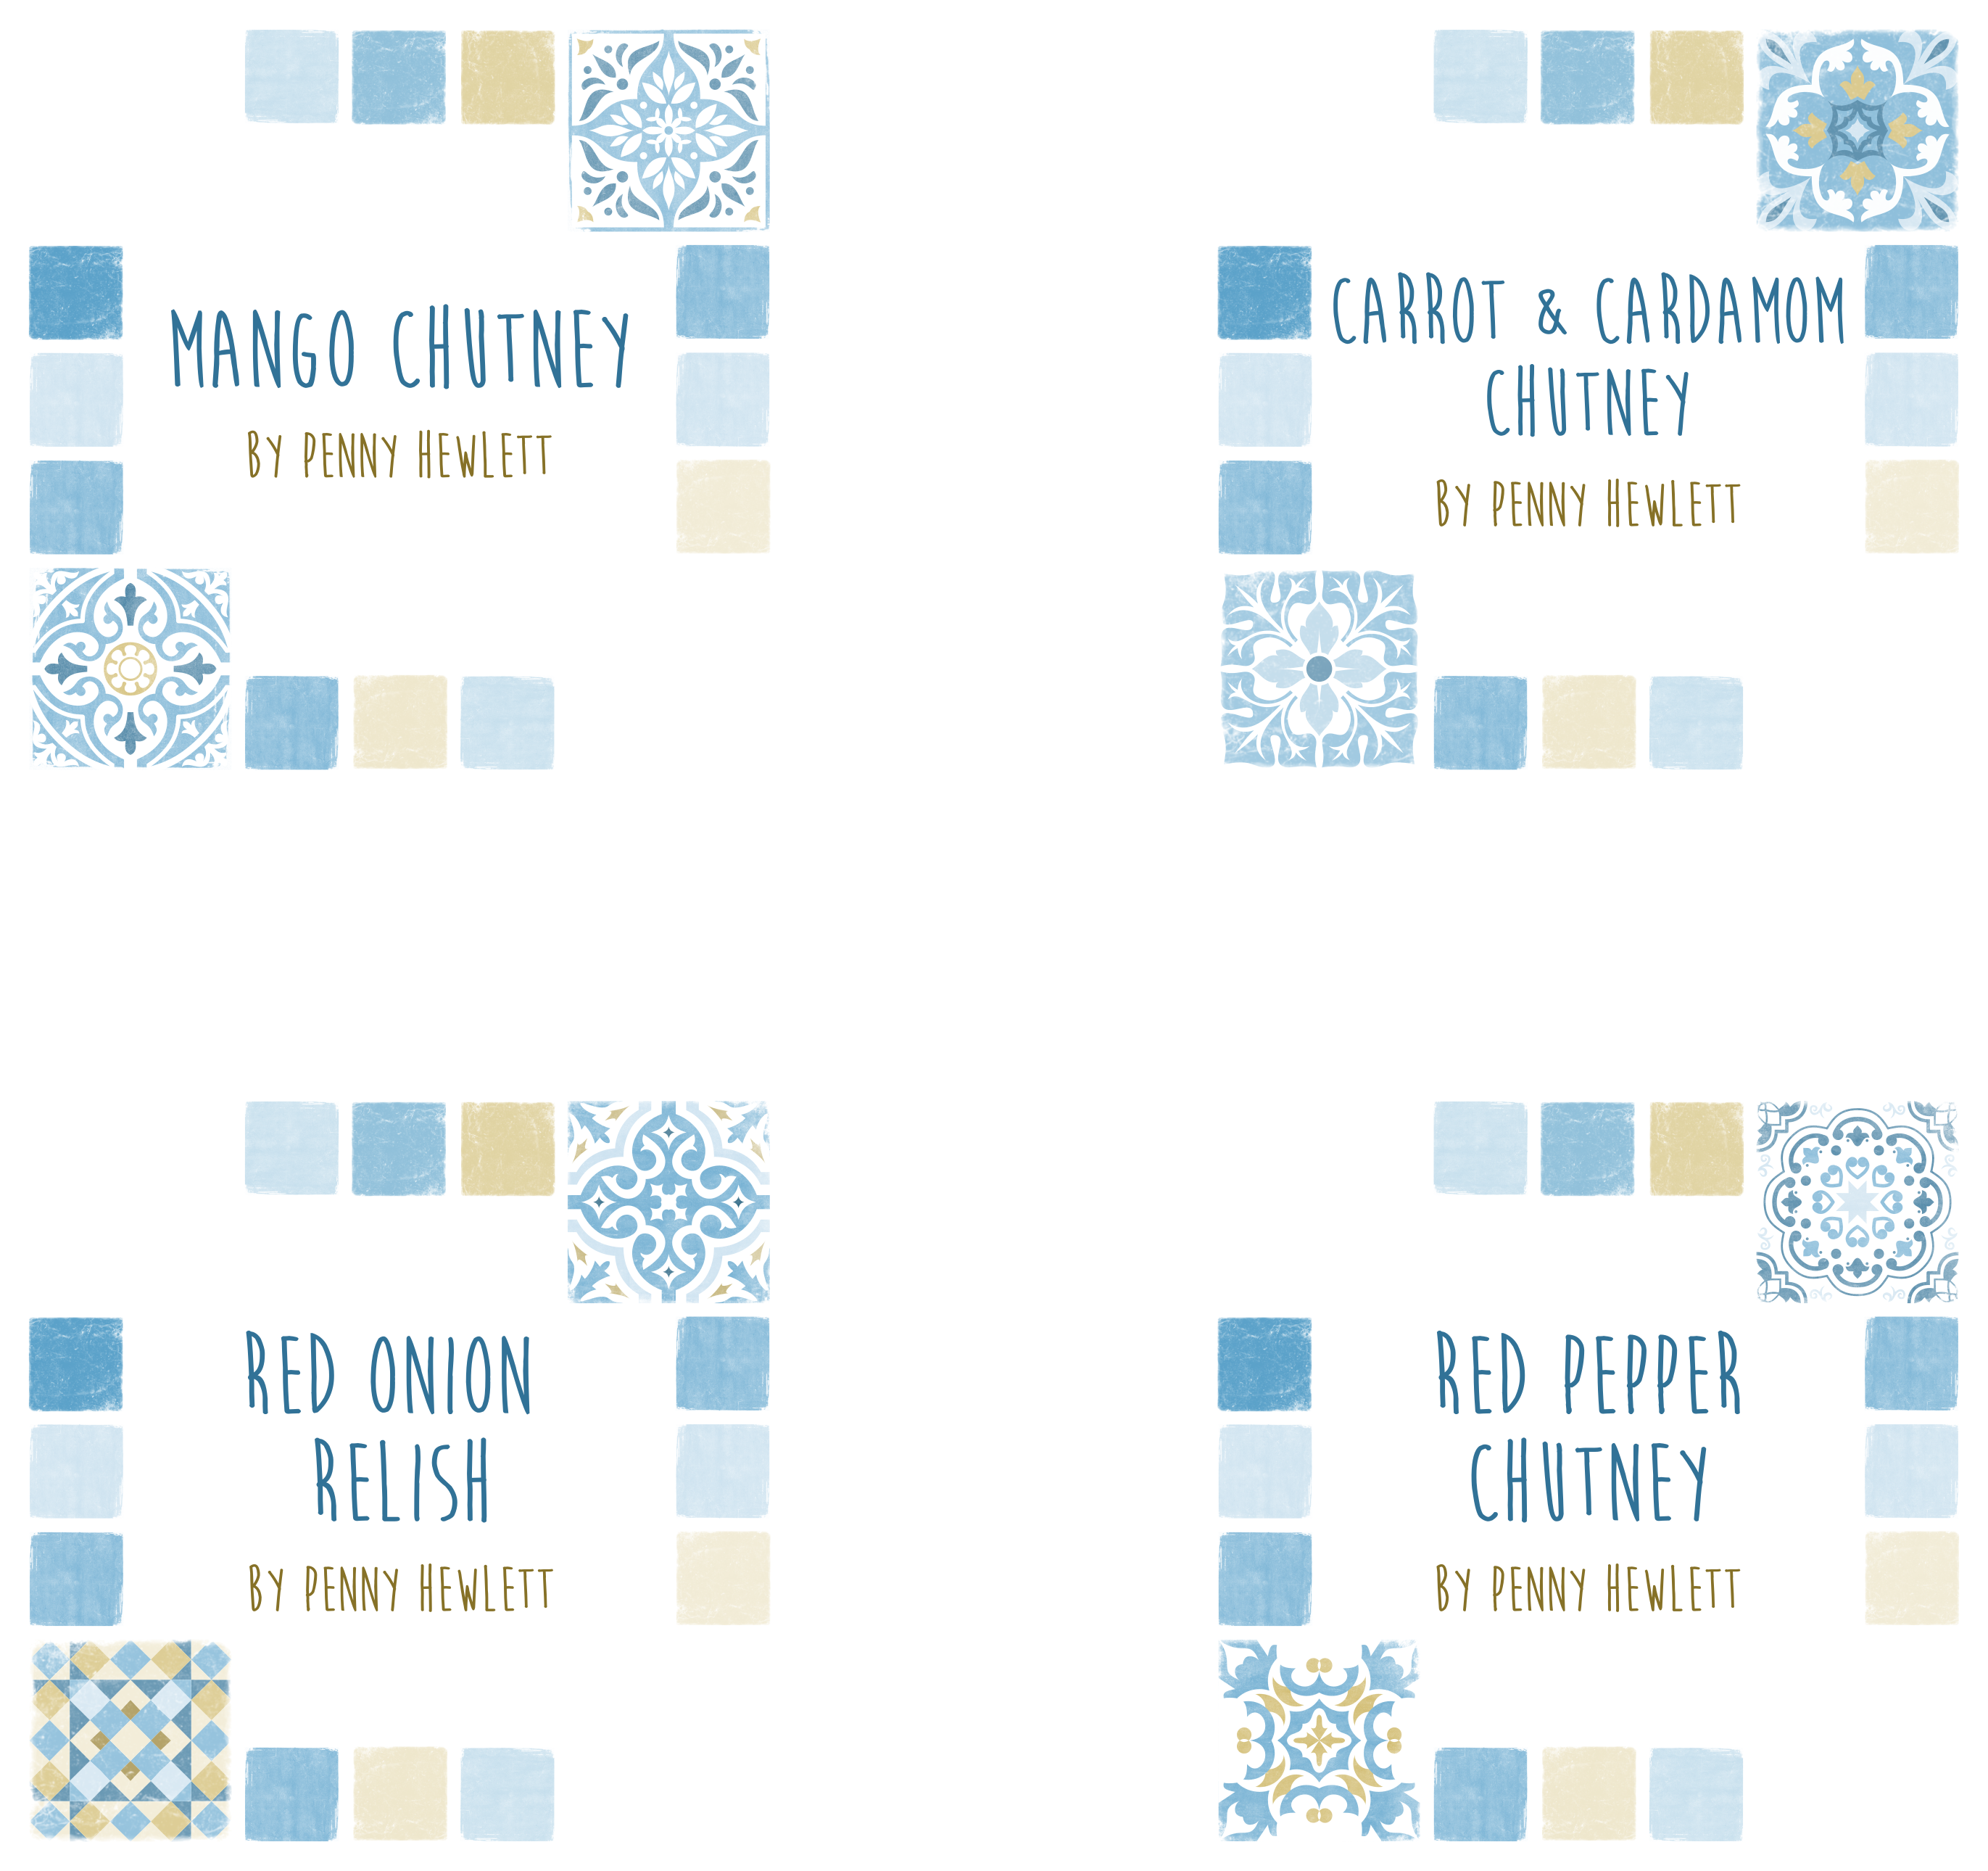 MANGO CHUTNEY
BY PENNY HEWLETT
CARROT & CARDAMOM
CHUTNEY
BY PENNY HEWLETT
RED ONION
RELISH
BY PENNY HEWLETT
RED PEPPER
CHUTNEY
BY PENNY HEWLETT